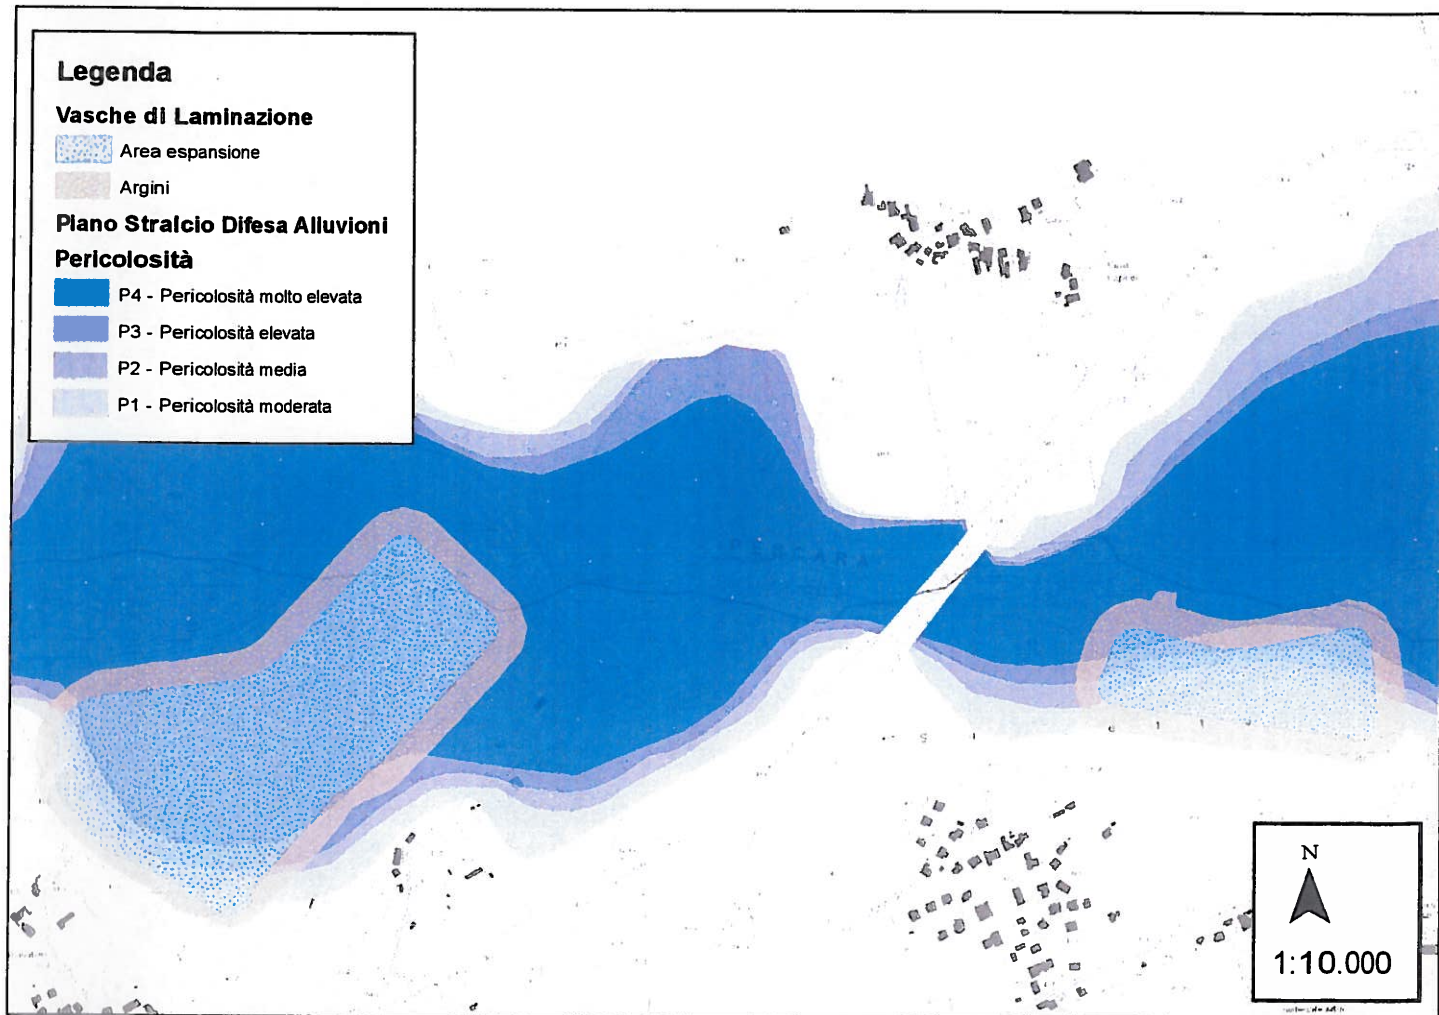 Legenda
Vasche di Laminazione
Area espansione
Argini
Piano Stralcio Difesa Alluvioni
Pericolosità
P4 - Pericolosità molto elevata
P3 - Pericolosità elevata
P2 - Pericolosità media
P1 - Pericolosità moderata
PESCARA
N
1:10.000